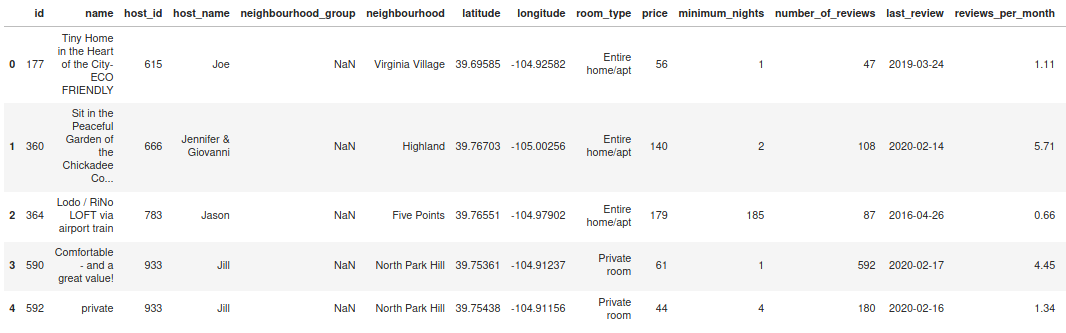 id name host_id host_name neighbourhood_group neighbourhood latitude longitude room_type price minimum_nights number_of_reviews last_review reviews_per_month
Tiny Home
in the Heart
0 177 of the City- 615 Joe NaN Virginia Village 39.69585 -104.92582 Entire home/apt 56 1 47 2019-03-24 1.11
ECO
FRIENDLY
Sit in the
Peaceful
Garden of
1 360 the 666 Jennifer & Giovanni NaN Highland 39.76703 -105.00256 Entire home/apt 140 2 108 2020-02-14 5.71
Chickadee
Co...
Lodo / RiNo
2 364 LOFT via 783 Jason NaN Five Points 39.76551 -104.97902 Entire home/apt 179 185 87 2016-04-26 0.66
airport train
Comfortable
3 590 - and a 933 Jill NaN North Park Hill 39.75361 -104.91237 Private room 61 1 592 2020-02-17 4.45
great value!
4 592 private 933 Jill NaN North Park Hill 39.75438 -104.91156 Private room 44 4 180 2020-02-16 1.34